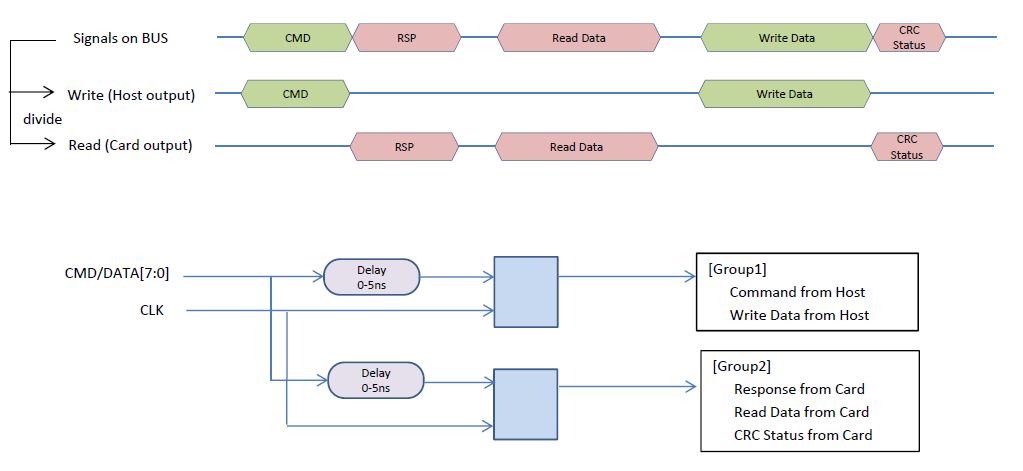 Signals on BUS
CMD
RSP
Read Data
Write Data
CRC
Status
Write (Host output)
CMD
Write Data
divide
Read (Card output)
RSP
Read Data
CRC
Status
CMD/DATA[7:0]
Delay
0-5ns
CLK
[Group1]
Command from Host
Write Data from Host
Delay
0-5ns
[Group2]
Response from Card
Read Data from Card
CRC Status from Card